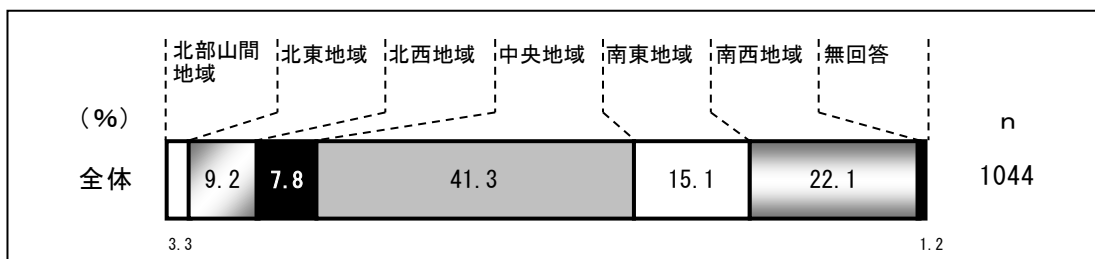 北部山間
地域
北東地域
北西地域
中央地域
南東地域
南西地域
無回答
(%)
n
全体
9.2
7.8
41.3
15.1
22.1
1044
3.3
1.2